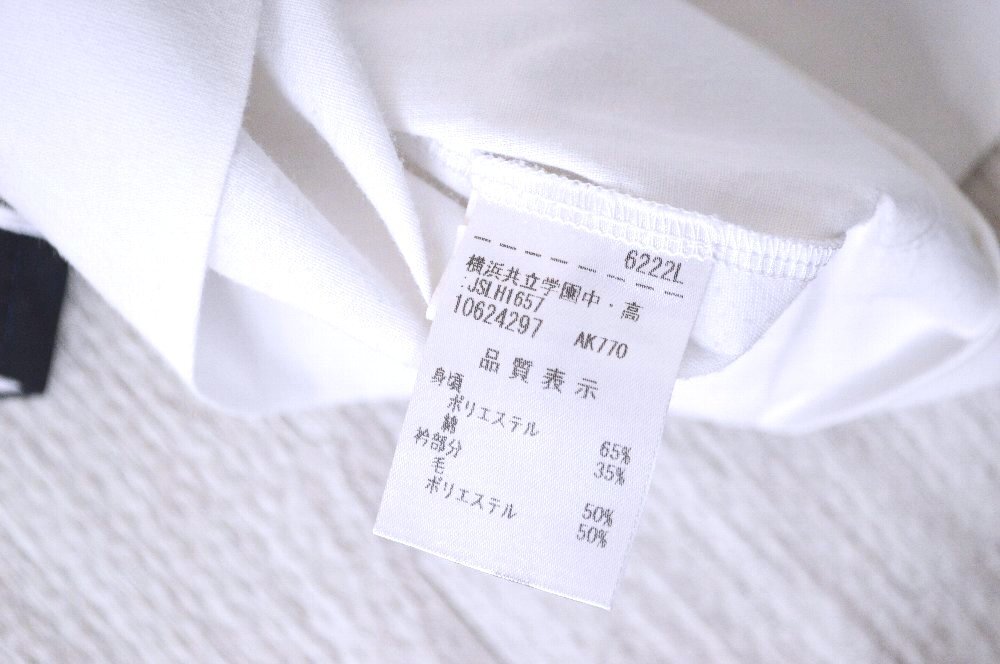 6222L
横浜共立学園中・高
:JSLH1657
10624297 AK770
品質表示
身頃
ポリエステル 65%
綿 35%
衿部分
毛 50%
ポリエステル 50%